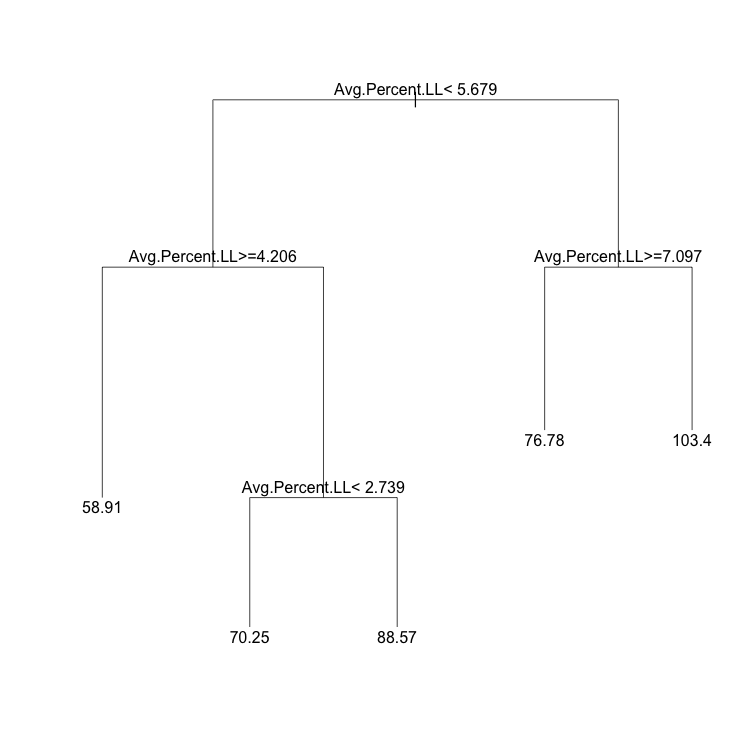 Avg.Percent.LL< 5.679
Avg.Percent.LL>=4.206
Avg.Percent.LL>=7.097
76.78
103.4
Avg.Percent.LL< 2.739
58.91
70.25
88.57